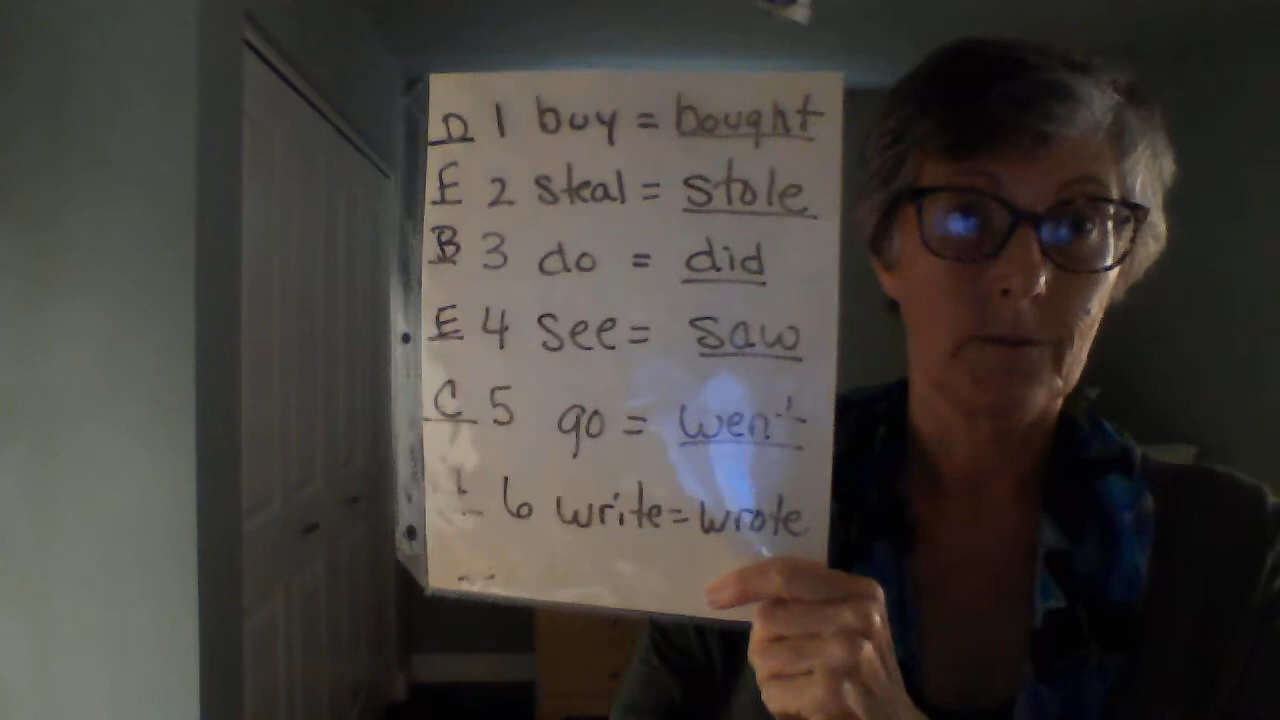 D 1 buy = bought
E 2 steal = stole
B 3 do = did
E 4 see = saw
C 5 go = went
6 write = wrote